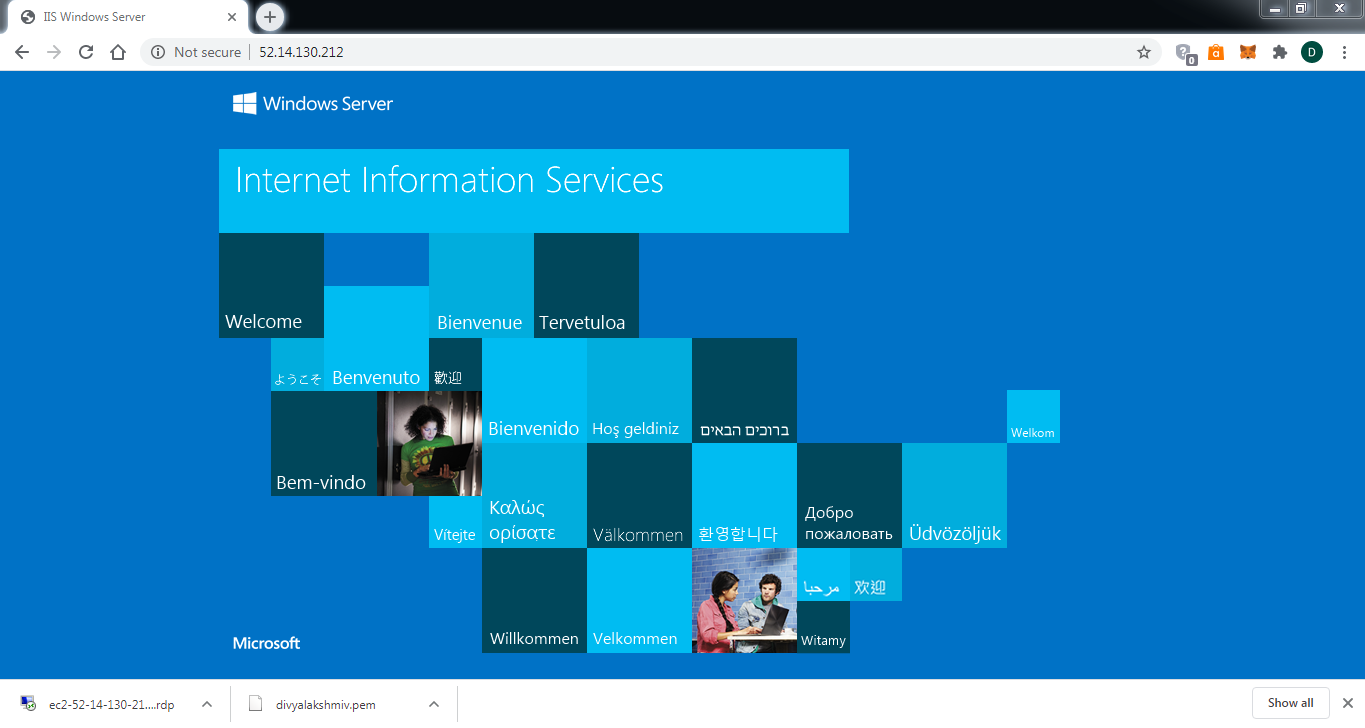 IIS Windows Server
Not secure
52.14.130.212
0
a
D
Windows Server
Internet Information Services
Welcome
Bienvenue
Tervetuloa
ようこそ
Benvenuto
歡迎
Bienvenido
Hoş geldiniz
ברוכים הבאים
Welkom
Bem-vindo
Vítejte
Καλώς
ορίσατε
Välkommen
환영합니다
Добро
пожаловать
Üdvözöljük
Willkommen
Velkommen
مرحبا
欢迎
Witamy
Microsoft
ec2-52-14-130-21....rdp
divyalakshmiv.pem
Show all